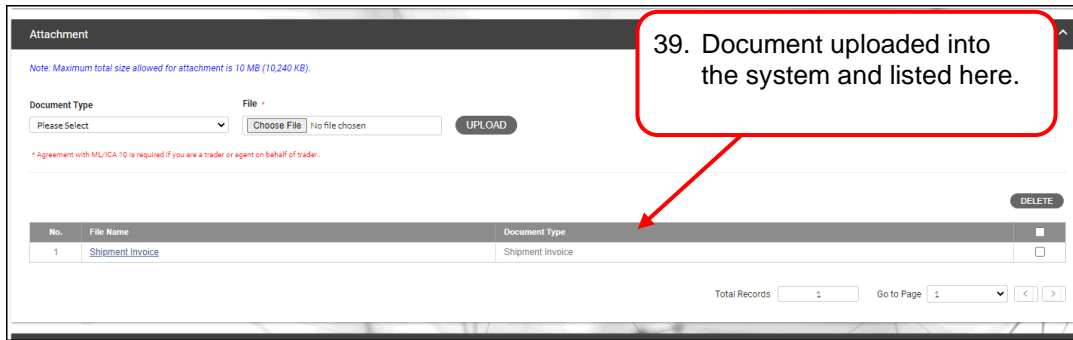 Attachment
39. Document uploaded into
the system and listed here.
Note: Maximum total size allowed for attachment is 10 MB (10,240 KB).
Document Type File *
Please Select Choose File No file chosen UPLOAD
* Agreement with ML/ICA 10 is required if you are a trader or agent on behalf of trader..
DELETE
No. File Name Document Type
1 Shipment Invoice Shipment Invoice
Total Records 1 Go to Page 1 < >